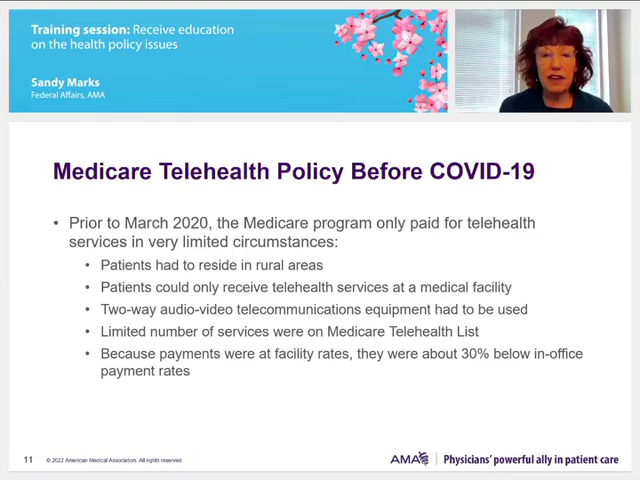 Training session: Receive education
on the health policy issues
Sandy Marks
Federal Affairs, AMA
Medicare Telehealth Policy Before COVID-19
• Prior to March 2020, the Medicare program only paid for telehealth
services in very limited circumstances:
• Patients had to reside in rural areas
• Patients could only receive telehealth services at a medical facility
• Two-way audio-video telecommunications equipment had to be used
• Limited number of services were on Medicare Telehealth List
• Because payments were at facility rates, they were about 30% below in-office
payment rates
11
© 2022 American Medical Association. All rights reserved.
AMA
Physicians' powerful ally in patient care